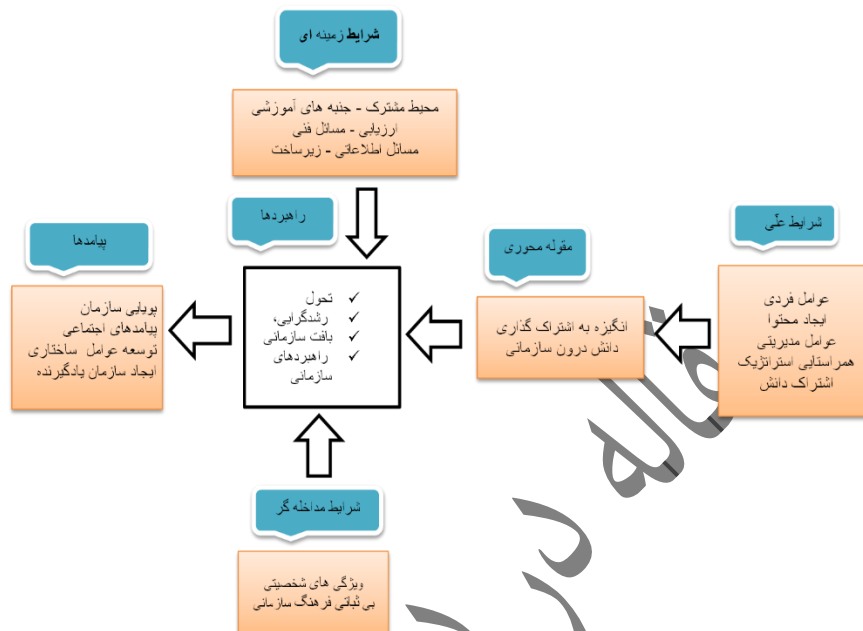 شرایط زمینه ای
محیط مشترک - جنبه های آموزشی
ارزیابی - مسائل فنی
مسائل اطلاعاتی - زیرساخت
شرایط علّی
عوامل فردی
ایجاد محتوا
عوامل مدیریتی
همراستایی استراتژیک
اشتراک دانش
مقوله محوری
انگیزه به اشتراک گذاری
دانش درون سازمانی
راهبردها
✓ تحول
✓ رشدگرایی،
✓ بافت سازمانی
✓ راهبردهای
سازمانی
پیامدها
پویایی سازمان
پیامدهای اجتماعی
توسعه عوامل ساختاری
ایجاد سازمان یادگیرنده
شرایط مداخله گر
ویژگی های شخصیتی
بی ثباتی فرهنگ سازمانی